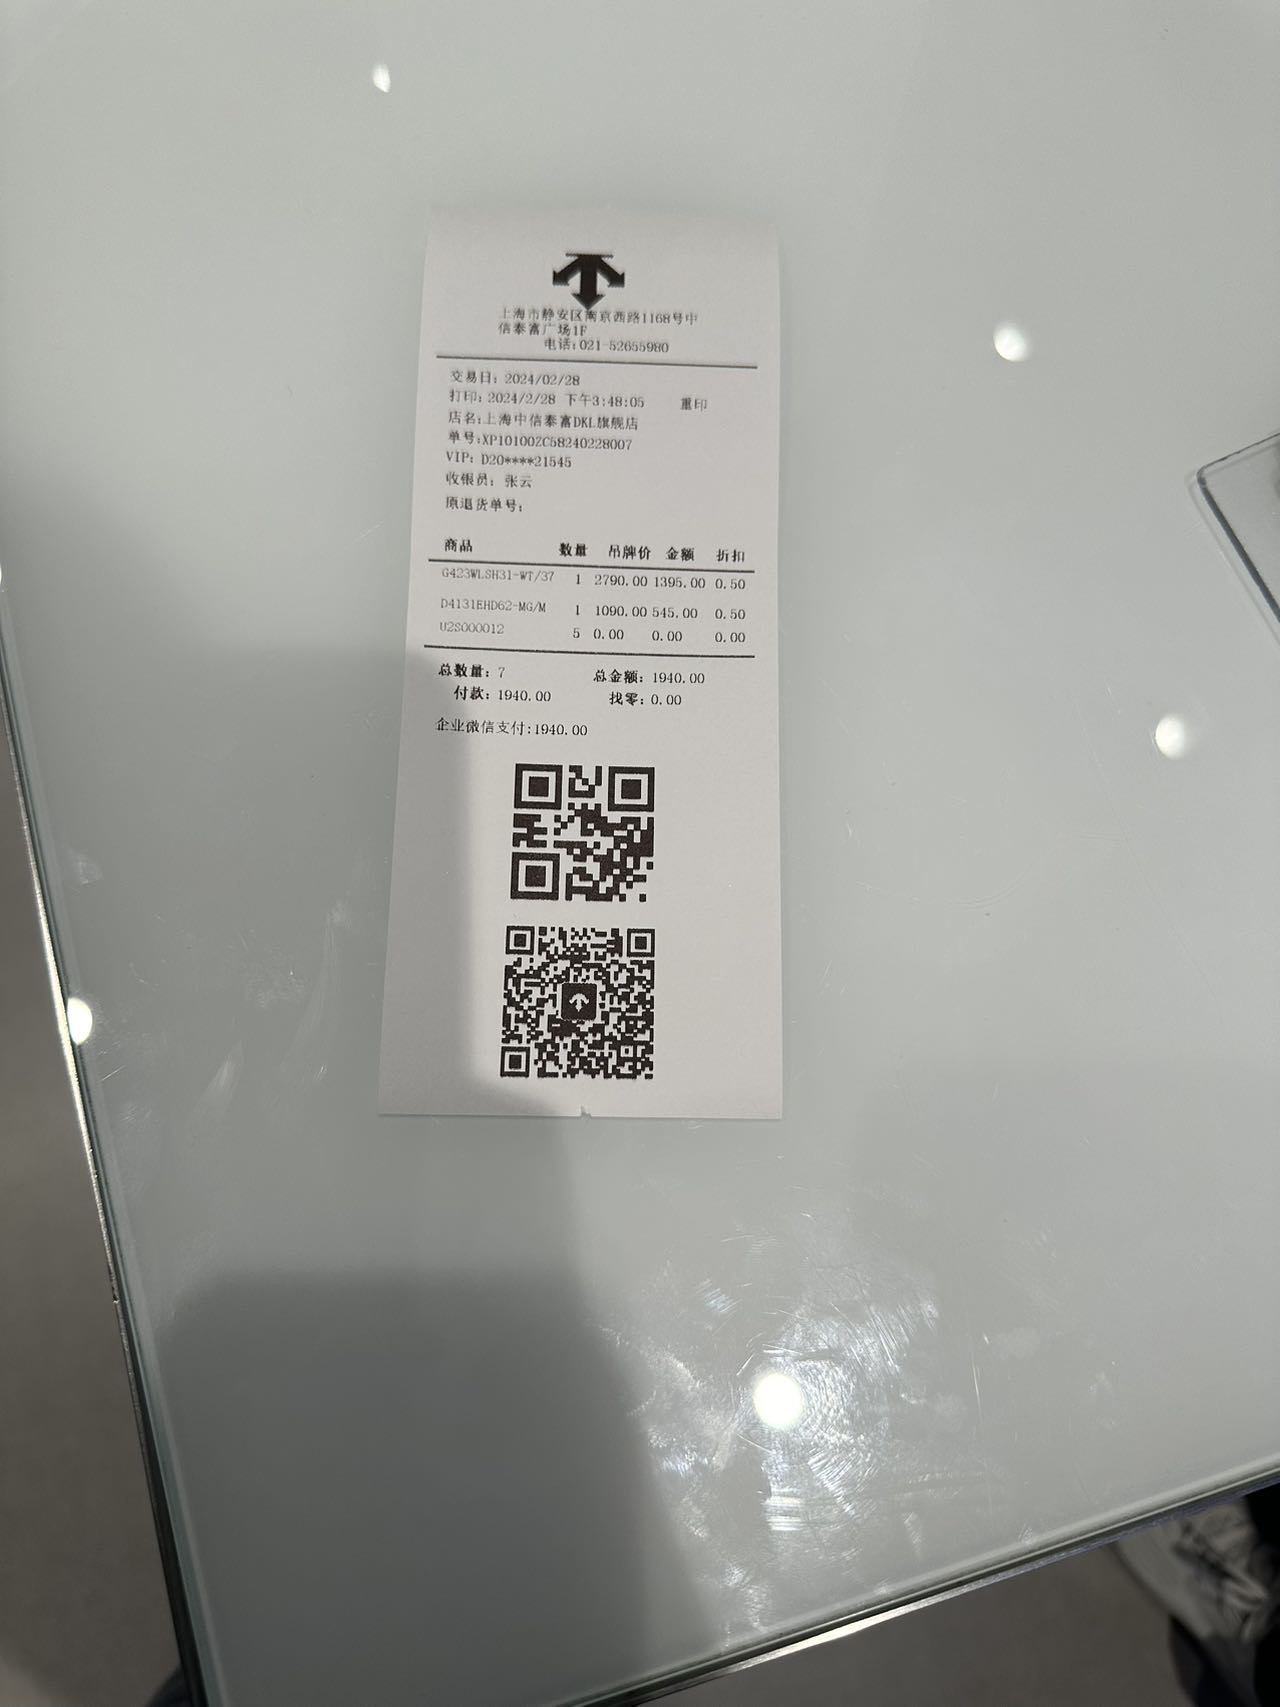 上海市静安区南京西路1168号中
信泰富广场1F
电话:021-52655980
交易日: 2024/02/28
打印: 2024/2/28 下午3:48:05 重印
店名:上海中信泰富DKL旗舰店
单号:XP10100ZC58240228007
VIP: D20****21545
收银员: 张云
原退货单号:
商品 数量 吊牌价 金额 折扣
G423WLSH31-WT/37 1 2790.00 1395.00 0.50
D4131EHD62-MG/M 1 1090.00 545.00 0.50
U2S000012 5 0.00 0.00 0.00
总数量: 7 总金额: 1940.00
付款: 1940.00 找零: 0.00
企业微信支付:1940.00